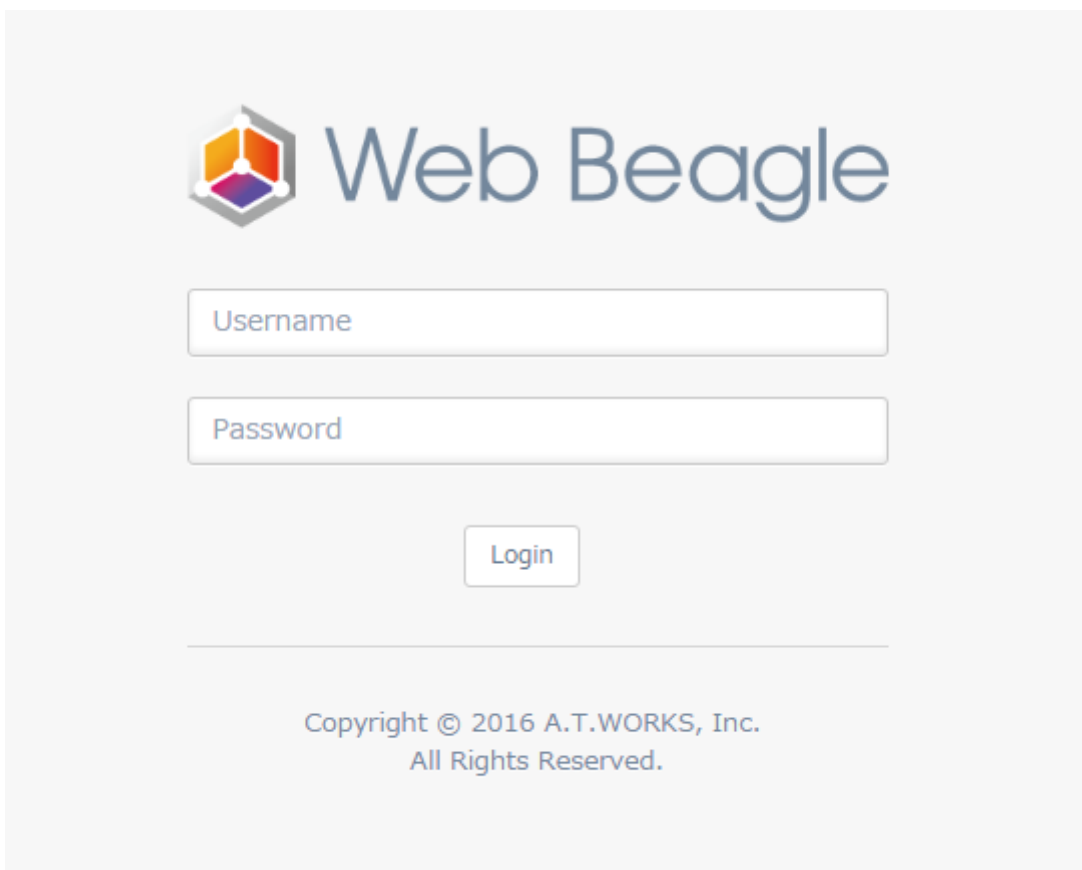 Web Beagle
Username
Password
Login
Copyright © 2016 A.T.WORKS, Inc.
All Rights Reserved.